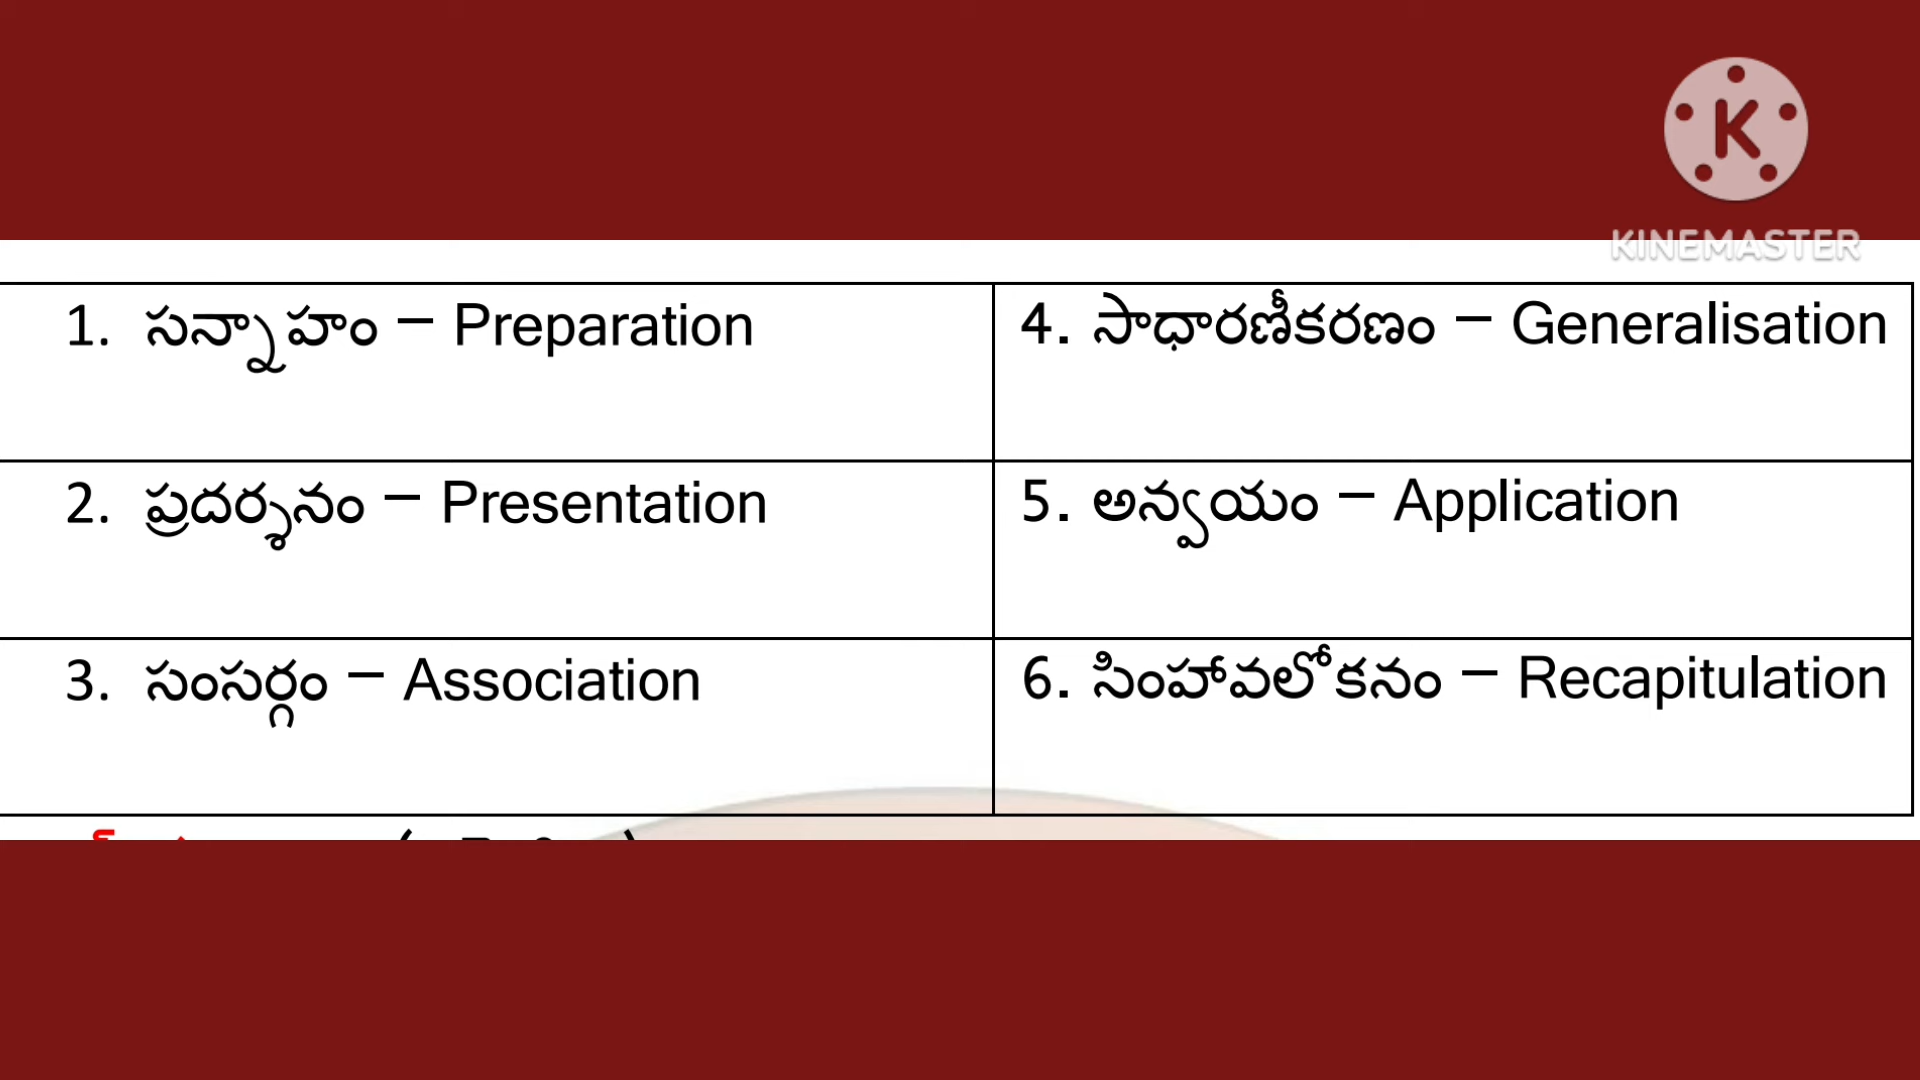 K
KINEMASTER
1. సన్నాహం – Preparation
4. సాధారణీకరణం – Generalisation
2. ప్రదర్శనం – Presentation
5. అన్వయం – Application
3. సంసర్గం – Association
6. సింహావలోకనం – Recapitulation